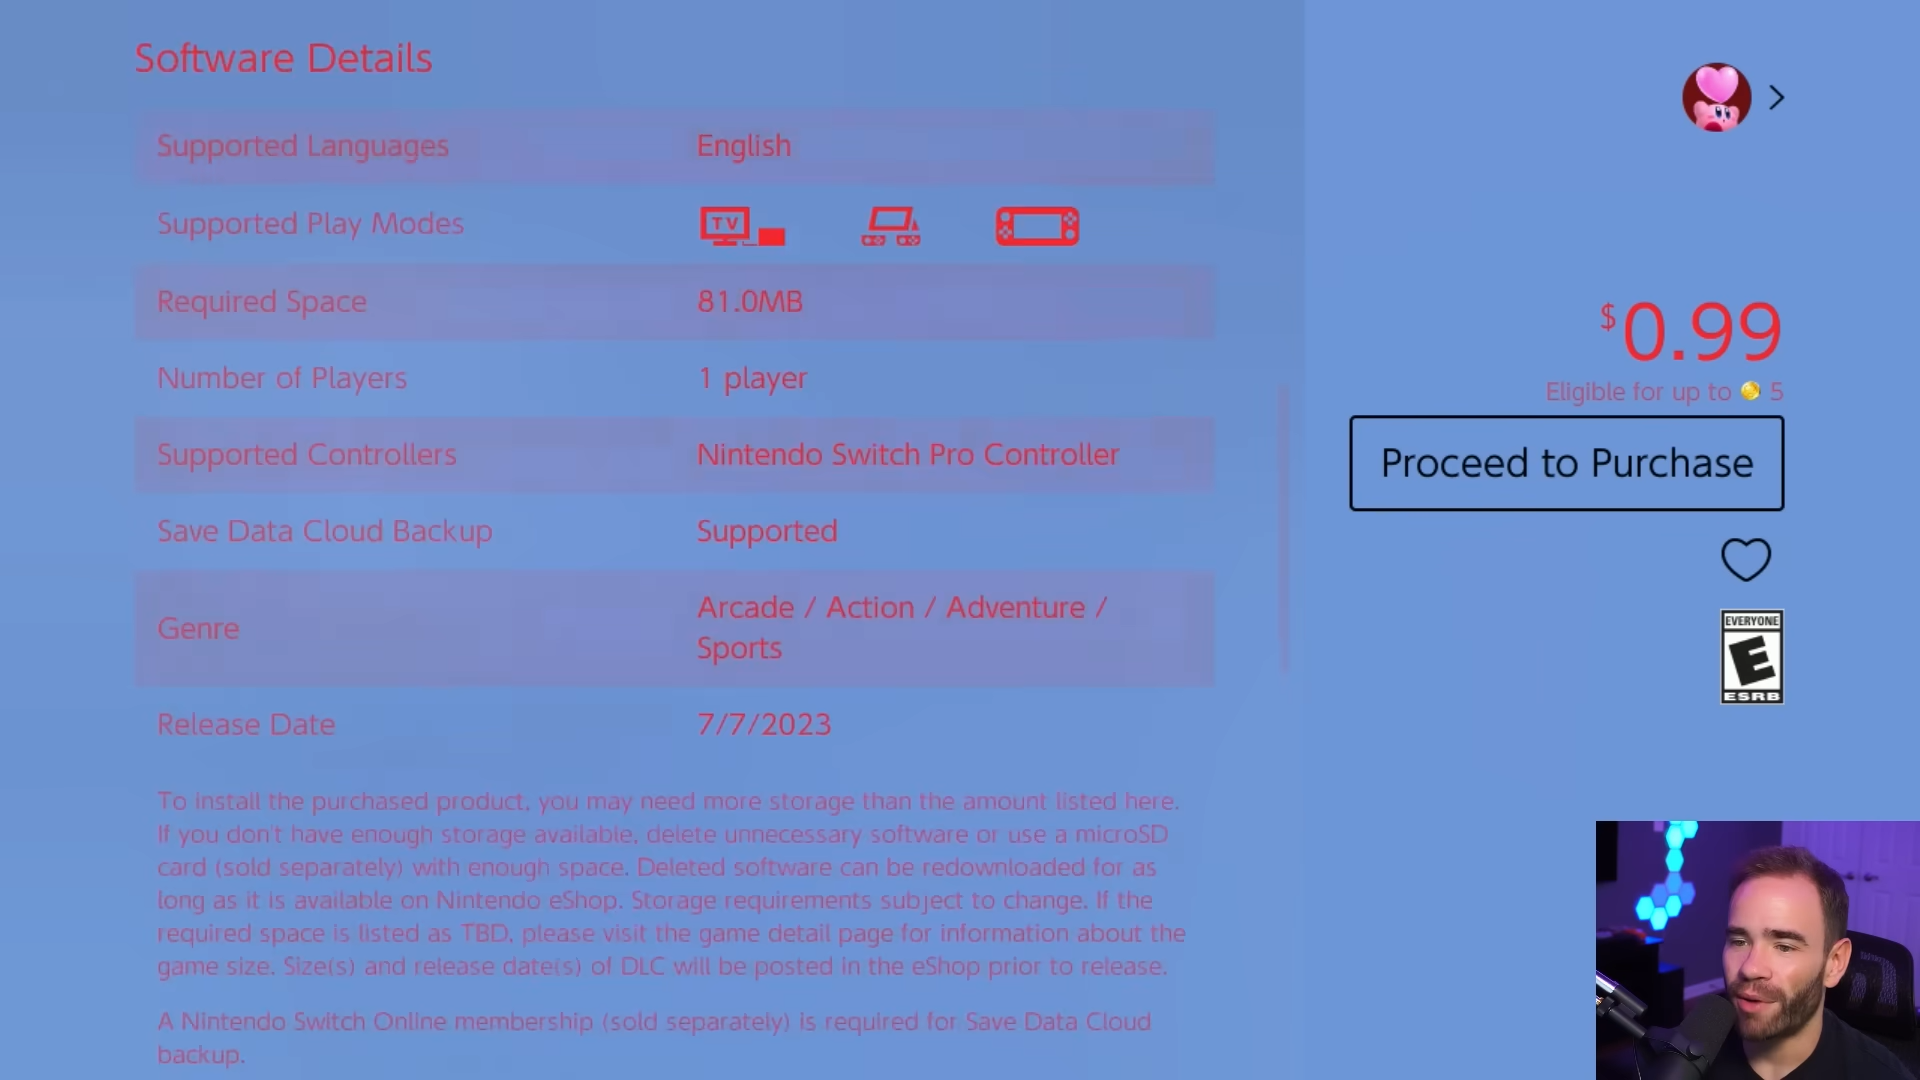 Software Details
Supported Languages English
Supported Play Modes TV
Required Space 81.0MB
Number of Players 1 player
Supported Controllers Nintendo Switch Pro Controller
Save Data Cloud Backup Supported
Genre Arcade / Action / Adventure /
Sports
Release Date 7/7/2023
To install the purchased product, you may need more storage than the amount listed here.
If you don't have enough storage available, delete unnecessary software or use a microSD
card (sold separately) with enough space. Deleted software can be redownloaded for as
long as it is available on Nintendo eShop. Storage requirements subject to change. If the
required space is listed as TBD, please visit the game detail page for information about the
game size. Size(s) and release date(s) of DLC will be posted in the eShop prior to release.
A Nintendo Switch Online membership (sold separately) is required for Save Data Cloud
backup.
$0.99
Eligible for up to 5
Proceed to Purchase
EVERYONE
E
ESRB